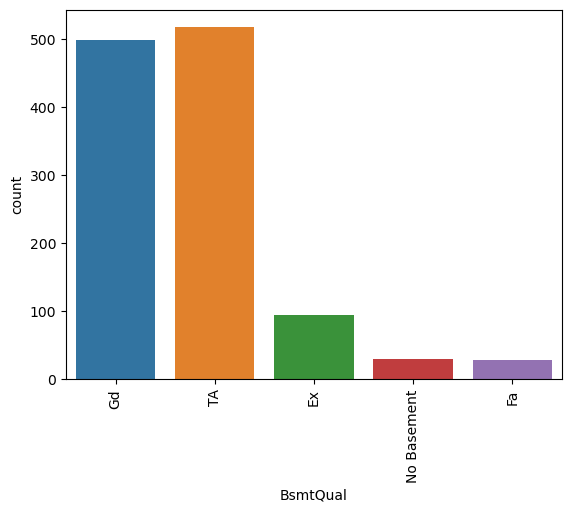 500
400
300
200
100
0
count
Gd
TA
Ex
No Basement
Fa
BsmtQual